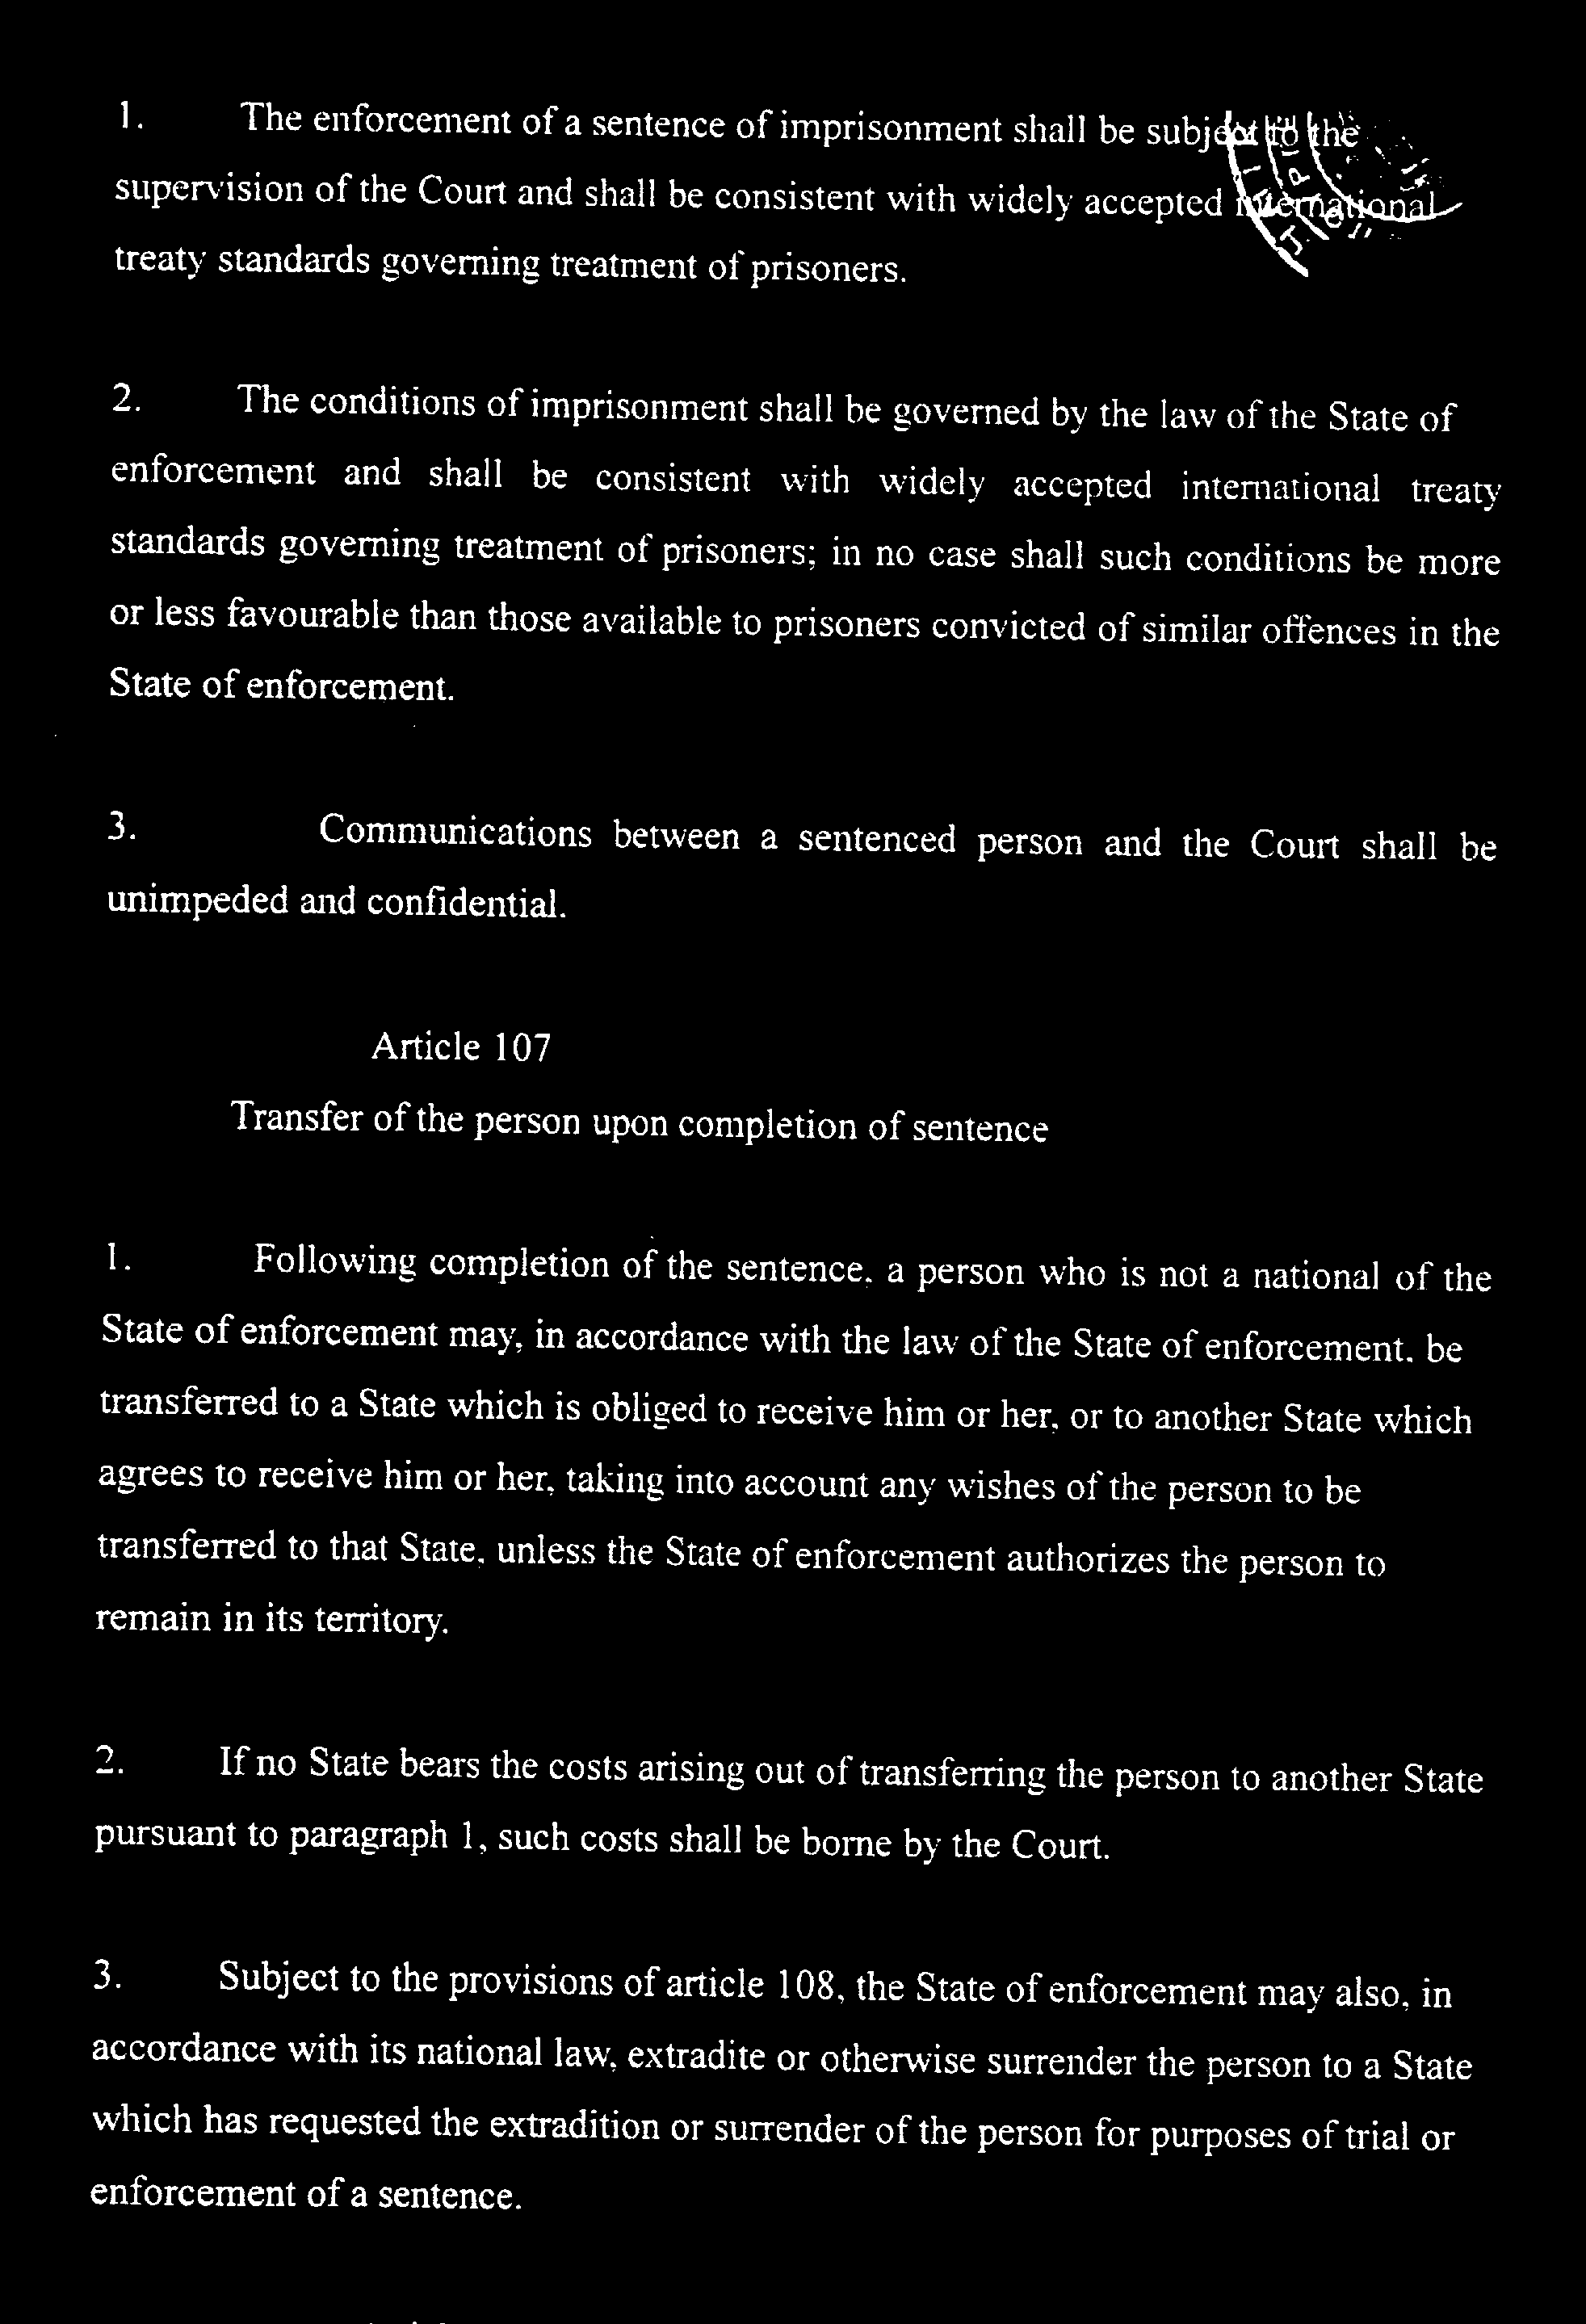 1. The enforcement of a sentence of imprisonment shall be subject to the
supervision of the Court and shall be consistent with widely accepted international
treaty standards governing treatment of prisoners.
2. The conditions of imprisonment shall be governed by the law of the State of
enforcement and shall be consistent with widely accepted international treaty
standards governing treatment of prisoners; in no case shall such conditions be more
or less favourable than those available to prisoners convicted of similar offences in the
State of enforcement.
3. Communications between a sentenced person and the Court shall be
unimpeded and confidential.
Article 107
Transfer of the person upon completion of sentence
1. Following completion of the sentence, a person who is not a national of the
State of enforcement may, in accordance with the law of the State of enforcement, be
transferred to a State which is obliged to receive him or her, or to another State which
agrees to receive him or her, taking into account any wishes of the person to be
transferred to that State, unless the State of enforcement authorizes the person to
remain in its territory.
2. If no State bears the costs arising out of transferring the person to another State
pursuant to paragraph 1, such costs shall be borne by the Court.
3. Subject to the provisions of article 108, the State of enforcement may also, in
accordance with its national law, extradite or otherwise surrender the person to a State
which has requested the extradition or surrender of the person for purposes of trial or
enforcement of a sentence.